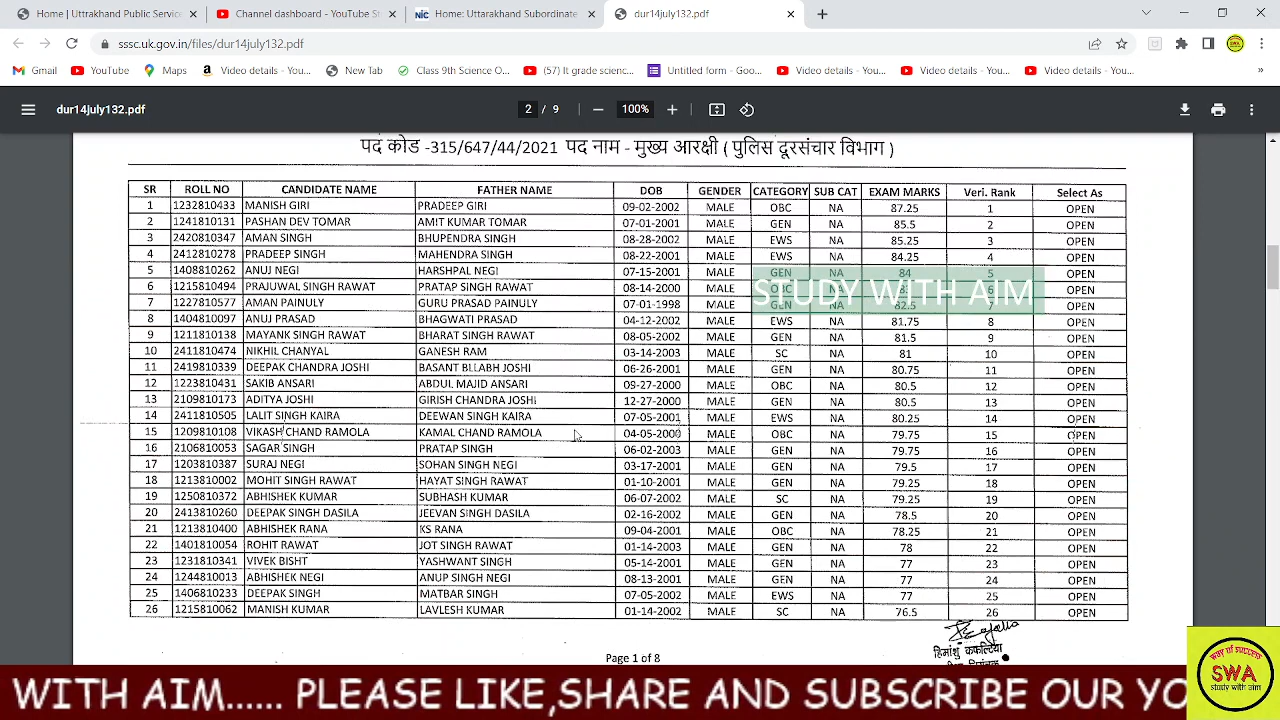 Home | Uttarakhand Public Servic
Channel dashboard - YouTube St
NIC Home: Uttarakhand Subordinate
dur14july132.pdf
sssc.uk.gov.in/files/dur14july132.pdf
Gmail YouTube Maps Video details - You... New Tab Class 9th Science O... (57) It grade scienc... Untitled form - Goo... Video details - You... Video details - You... Video details - You...
dur14july132.pdf 2 / 9 100%
पद कोड -315/647/44/2021 पद नाम - मुख्य आरक्षी ( पुलिस दूरसंचार विभाग )
SR ROLL NO CANDIDATE NAME FATHER NAME DOB GENDER CATEGORY SUB CAT EXAM MARKS Veri. Rank Select As
1 1232810433 MANISH GIRI PRADEEP GIRI 09-02-2002 MALE OBC NA 87.25 1 OPEN
2 1241810131 PASHAN DEV TOMAR AMIT KUMAR TOMAR 07-01-2001 MALE GEN NA 85.5 2 OPEN
3 2420810347 AMAN SINGH BHUPENDRA SINGH 08-28-2002 MALE EWS NA 85.25 3 OPEN
4 2412810278 PRADEEP SINGH MAHENDRA SINGH 08-22-2001 MALE EWS NA 84.25 4 OPEN
5 1408810262 ANUJ NEGI HARSHPAL NEGI 07-15-2001 MALE GEN NA 84 5 OPEN
6 1215810494 PRAJUWAL SINGH RAWAT PRATAP SINGH RAWAT 08-14-2000 MALE OBC NA 6 OPEN
STUDY WITH AIM
7 1227810577 AMAN PAINULY GURU PRASAD PAINULY 07-01-1998 MALE GEN NA 82.5 7 OPEN
8 1404810097 ANUJ PRASAD BHAGWATI PRASAD 04-12-2002 MALE EWS NA 81.75 8 OPEN
9 1211810138 MAYANK SINGH RAWAT BHARAT SINGH RAWAT 08-05-2002 MALE GEN NA 81.5 9 OPEN
10 2411810474 NIKHIL CHANYAL GANESH RAM 03-14-2003 MALE SC NA 81 10 OPEN
11 2419810339 DEEPAK CHANDRA JOSHI BASANT BLLABH JOSHI 06-26-2001 MALE GEN NA 80.75 11 OPEN
12 1223810431 SAKIB ANSARI ABDUL MAJID ANSARI 09-27-2000 MALE OBC NA 80.5 12 OPEN
13 2109810173 ADITYA JOSHI GIRISH CHANDRA JOSHI 12-27-2000 MALE GEN NA 80.5 13 OPEN
14 2411810505 LALIT SINGH KAIRA DEEWAN SINGH KAIRA 07-05-2001 MALE EWS NA 80.25 14 OPEN
15 1209810108 VIKASH CHAND RAMOLA KAMAL CHAND RAMOLA 04-05-2000 MALE OBC NA 79.75 15 OPEN
16 2106810053 SAGAR SINGH PRATAP SINGH 06-02-2003 MALE GEN NA 79.75 16 OPEN
17 1203810387 SURAJ NEGI SOHAN SINGH NEGI 03-17-2001 MALE GEN NA 79.5 17 OPEN
18 1213810002 MOHIT SINGH RAWAT HAYAT SINGH RAWAT 01-10-2001 MALE GEN NA 79.25 18 OPEN
19 1250810372 ABHISHEK KUMAR SUBHASH KUMAR 06-07-2002 MALE SC NA 79.25 19 OPEN
20 2413810260 DEEPAK SINGH DASILA JEEVAN SINGH DASILA 02-16-2002 MALE GEN NA 78.5 20 OPEN
21 1213810400 ABHISHEK RANA KS RANA 09-04-2001 MALE OBC NA 78.25 21 OPEN
22 1401810054 ROHIT RAWAT JOT SINGH RAWAT 01-14-2003 MALE GEN NA 78 22 OPEN
23 1231810341 VIVEK BISHT YASHWANT SINGH 05-14-2001 MALE GEN NA 77 23 OPEN
24 1244810013 ABHISHEK NEGI ANUP SINGH NEGI 08-13-2001 MALE GEN NA 77 24 OPEN
25 1406810233 DEEPAK SINGH MATBAR SINGH 07-05-2002 MALE EWS NA 77 25 OPEN
26 1215810062 MANISH KUMAR LAVLESH KUMAR 01-14-2002 MALE SC NA 76.5 26 OPEN
Page 1 of 8
WITH AIM...... PLEASE LIKE,SHARE AND SUBSCRIBE OUR YO
way of success
SWA
study with aim